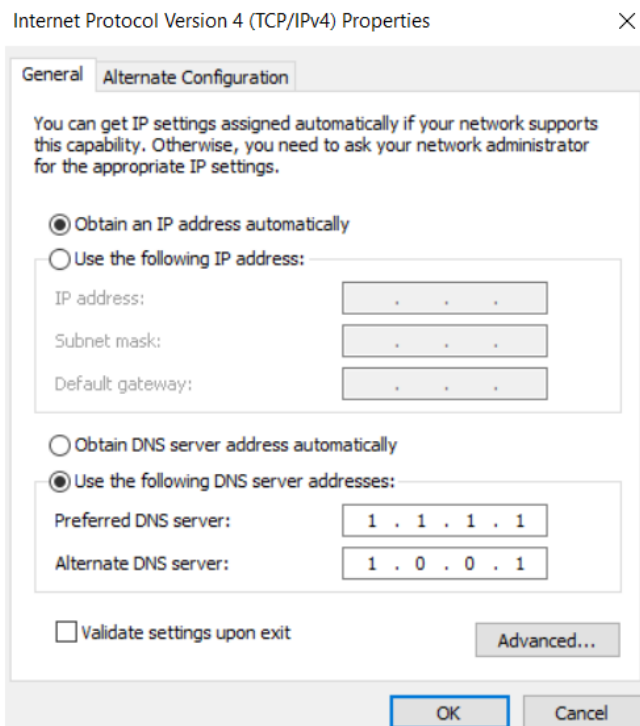 Internet Protocol Version 4 (TCP/IPv4) Properties
General
Alternate Configuration
You can get IP settings assigned automatically if your network supports
this capability. Otherwise, you need to ask your network administrator
for the appropriate IP settings.
Obtain an IP address automatically
Use the following IP address:
IP address: . . .
Subnet mask: . . .
Default gateway: . . .
Obtain DNS server address automatically
Use the following DNS server addresses:
Preferred DNS server: 1 . 1 . 1 . 1
Alternate DNS server: 1 . 0 . 0 . 1
Validate settings upon exit
Advanced...
OK
Cancel